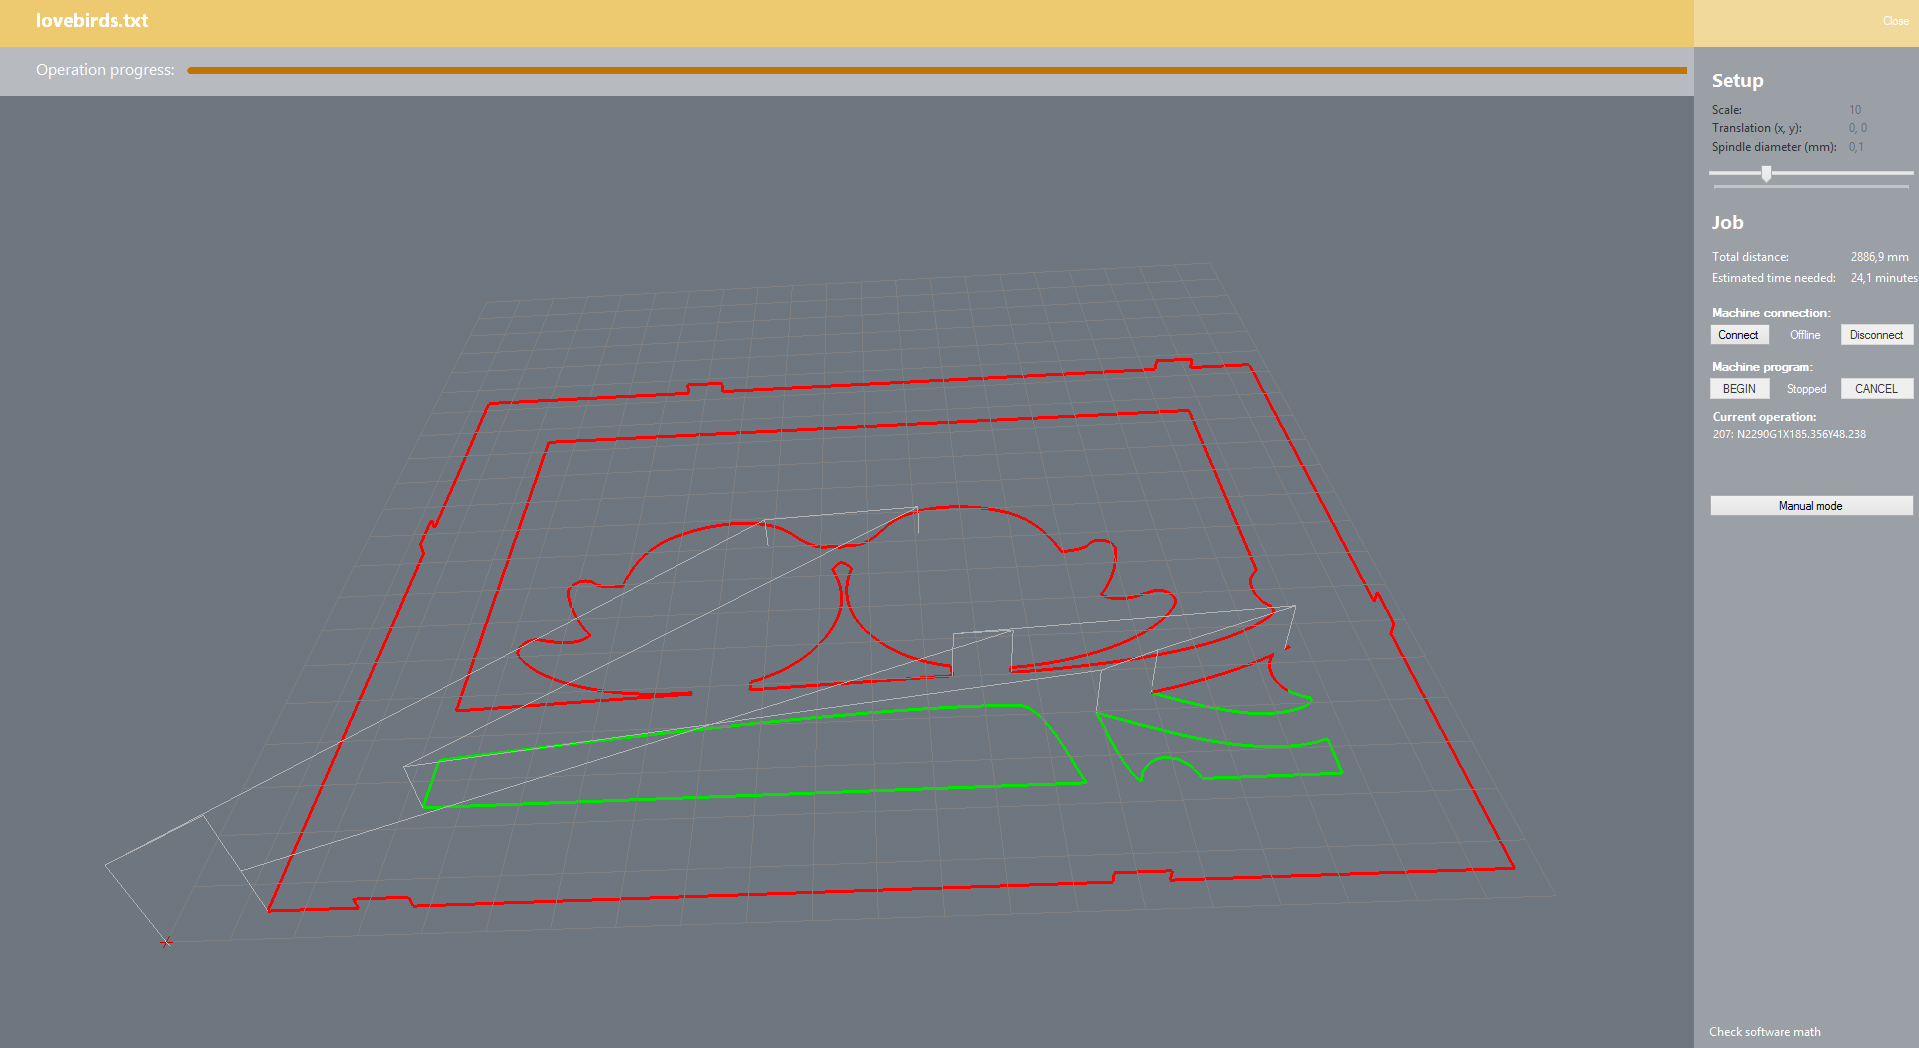 lovebirds.txt
Close
Operation progress:
Setup
Scale: 10
Translation (x, y): 0, 0
Spindle diameter (mm): 0,1
Job
Total distance: 2886,9 mm
Estimated time needed: 24,1 minutes
Machine connection:
Connect Offline Disconnect
Machine program:
BEGIN Stopped CANCEL
Current operation:
207: N2290G1X185.356Y48.238
Manual mode
Check software math